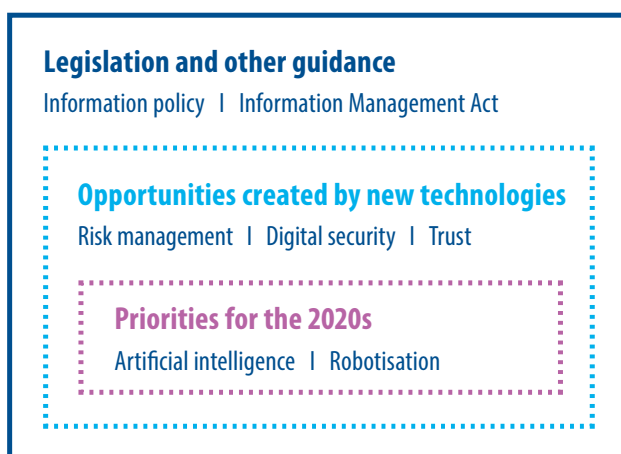 Legislation and other guidance
Information policy I Information Management Act
Opportunities created by new technologies
Risk management I Digital security I Trust
Priorities for the 2020s
Artificial intelligence I Robotisation